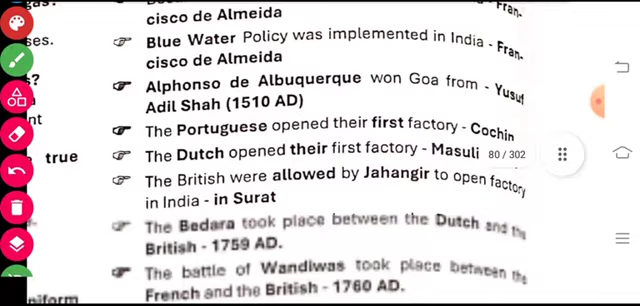 gas?
cisco de Almeida
ses.
Blue Water Policy was implemented in India - Fran-
cisco de Almeida
s?
Alphonso de Albuquerque won Goa from - Yusuf
Adil Shah (1510 AD)
nt
The Portuguese opened their first factory - Cochin
true
The Dutch opened their first factory - Masuli
80 / 302
The British were allowed by Jahangir to open factory
in India - in Surat
The Bedara took place between the Dutch and the
British - 1759 AD.
The battle of Wandiwas took place between the
niform
French and the British - 1760 AD.